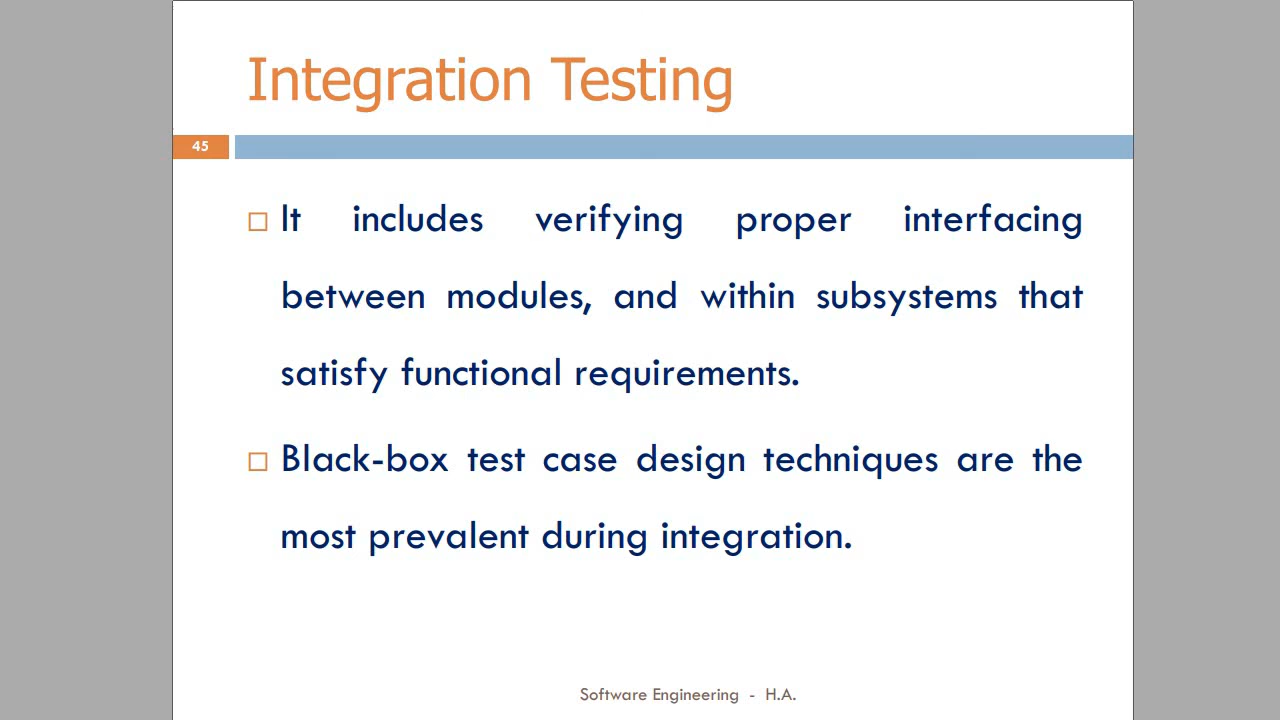 Integration Testing
45
It includes verifying proper interfacing
between modules, and within subsystems that
satisfy functional requirements.
Black-box test case design techniques are the
most prevalent during integration.
Software Engineering - H.A.